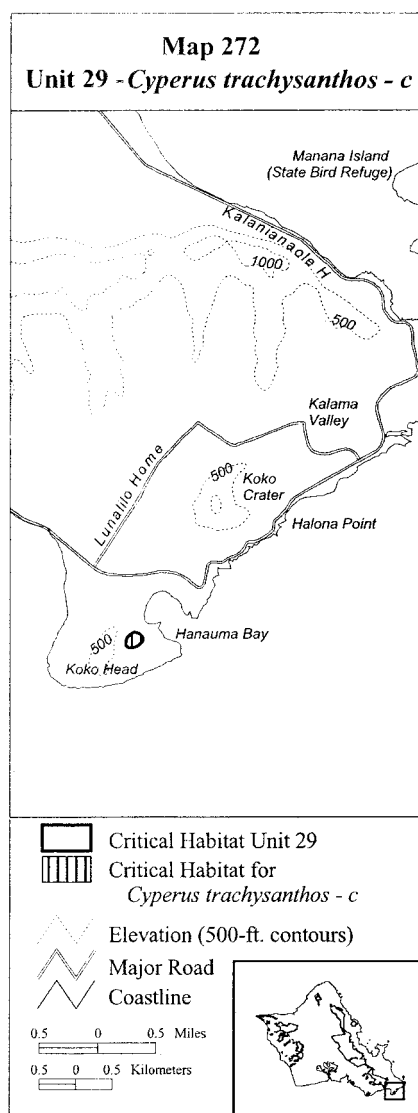 Map 272
Unit 29 - Cyperus trachysanthos - c
Manana Island
(State Bird Refuge)
Kalanianaole H
1000
500
Kalama
Valley
Lunalilo Home
500
Koko
Crater
Halona Point
Hanauma Bay
500
Koko Head
Critical Habitat Unit 29
Critical Habitat for
Cyperus trachysanthos - c
Elevation (500-ft. contours)
Major Road
Coastline
0.5 0 0.5 Miles
0.5 0 0.5 Kilometers